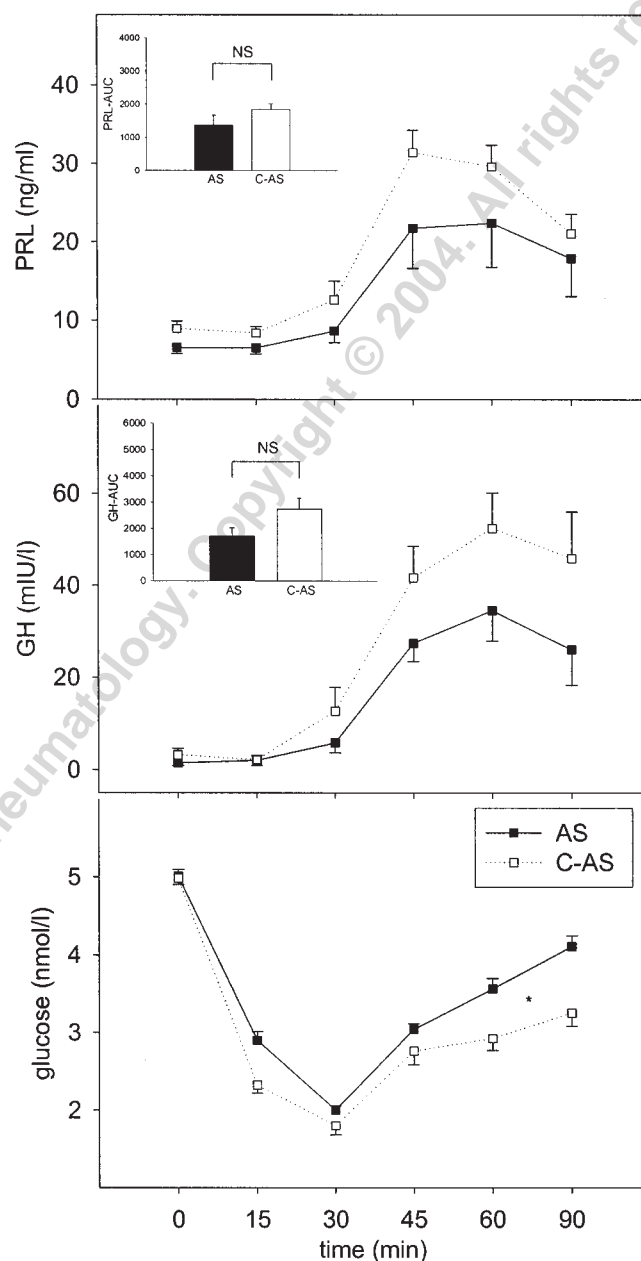 heumatology. Copyright © 2004. All rights re
PRL (ng/ml)
40
30
20
10
0
PRL-AUC
4000
3000
2000
1000
0
NS
AS
C-AS
GH (mIU/l)
60
40
20
0
GH-AUC
6000
5000
4000
3000
2000
1000
0
NS
AS
C-AS
glucose (nmol/l)
5
4
3
2
AS
C-AS
*
0 15 30 45 60 90
time (min)